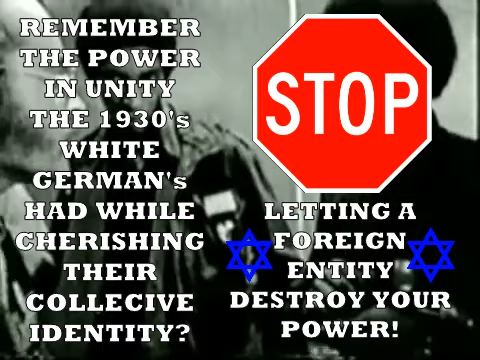 REMEMBER
THE POWER
IN UNITY
THE 1930's
WHITE
GERMAN's
HAD WHILE
CHERISHING
THEIR
COLLECIVE
IDENTITY?
STOP
LETTING A
FOREIGN
ENTITY
DESTROY YOUR
POWER!